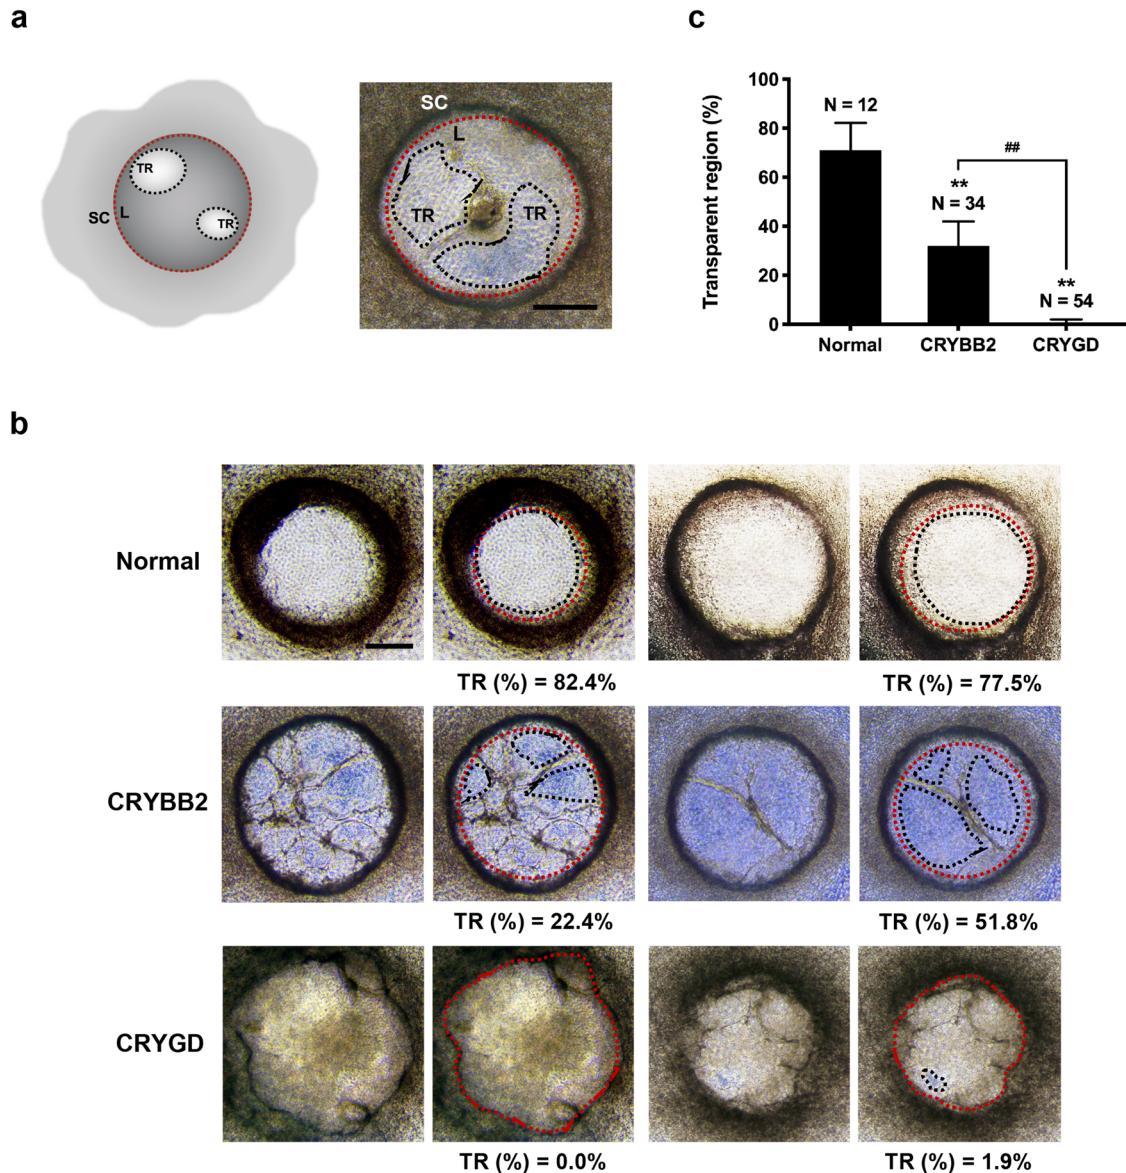 a
SC
L
TR
TR
SC
L
TR
TR
c
Transparent region (%)
100
80
60
40
20
0
N = 12
**
N = 34
##
**
N = 54
Normal
CRYBB2
CRYGD
b
Normal
TR (%) = 82.4%
TR (%) = 77.5%
CRYBB2
TR (%) = 22.4%
TR (%) = 51.8%
CRYGD
TR (%) = 0.0%
TR (%) = 1.9%